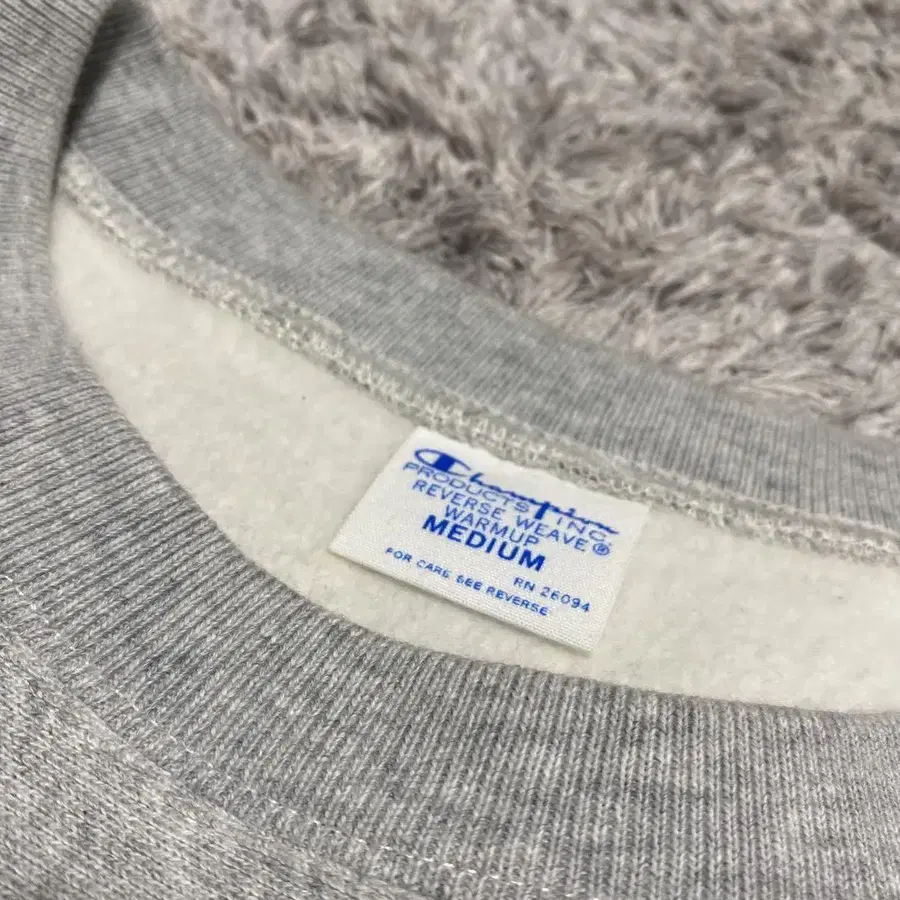 Champion
PRODUCTS INC.
REVERSE WEAVE®
WARMUP
MEDIUM
RN 26094
FOR CARE SEE REVERSE